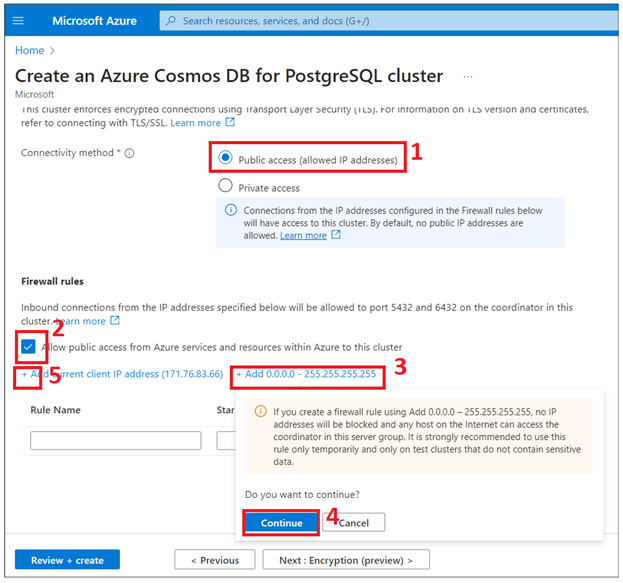 Microsoft Azure
Search resources, services, and docs (G+/)
Home >
Create an Azure Cosmos DB for PostgreSQL cluster ...
Microsoft
This cluster enforces encrypted connections using Transport Layer Security (TLS). For information on TLS version and certificates,
refer to connecting with TLS/SSL. Learn more
Connectivity method *
Public access (allowed IP addresses)
1
Private access
Connections from the IP addresses configured in the Firewall rules below
will have access to this cluster. By default, no public IP addresses are
allowed. Learn more
Firewall rules
Inbound connections from the IP addresses specified below will be allowed to port 5432 and 6432 on the coordinator in this
cluster. Learn more
2
Allow public access from Azure services and resources within Azure to this cluster
+ Add current client IP address (171.76.83.66)
5
+ Add 0.0.0.0 - 255.255.255.255
3
Rule Name
Star
If you create a firewall rule using Add 0.0.0.0 – 255.255.255.255, no IP
addresses will be blocked and any host on the Internet can access the
coordinator in this server group. It is strongly recommended to use this
rule only temporarily and only on test clusters that do not contain sensitive
data.
Do you want to continue?
Continue
4
Cancel
Review + create
< Previous
Next : Encryption (preview) >